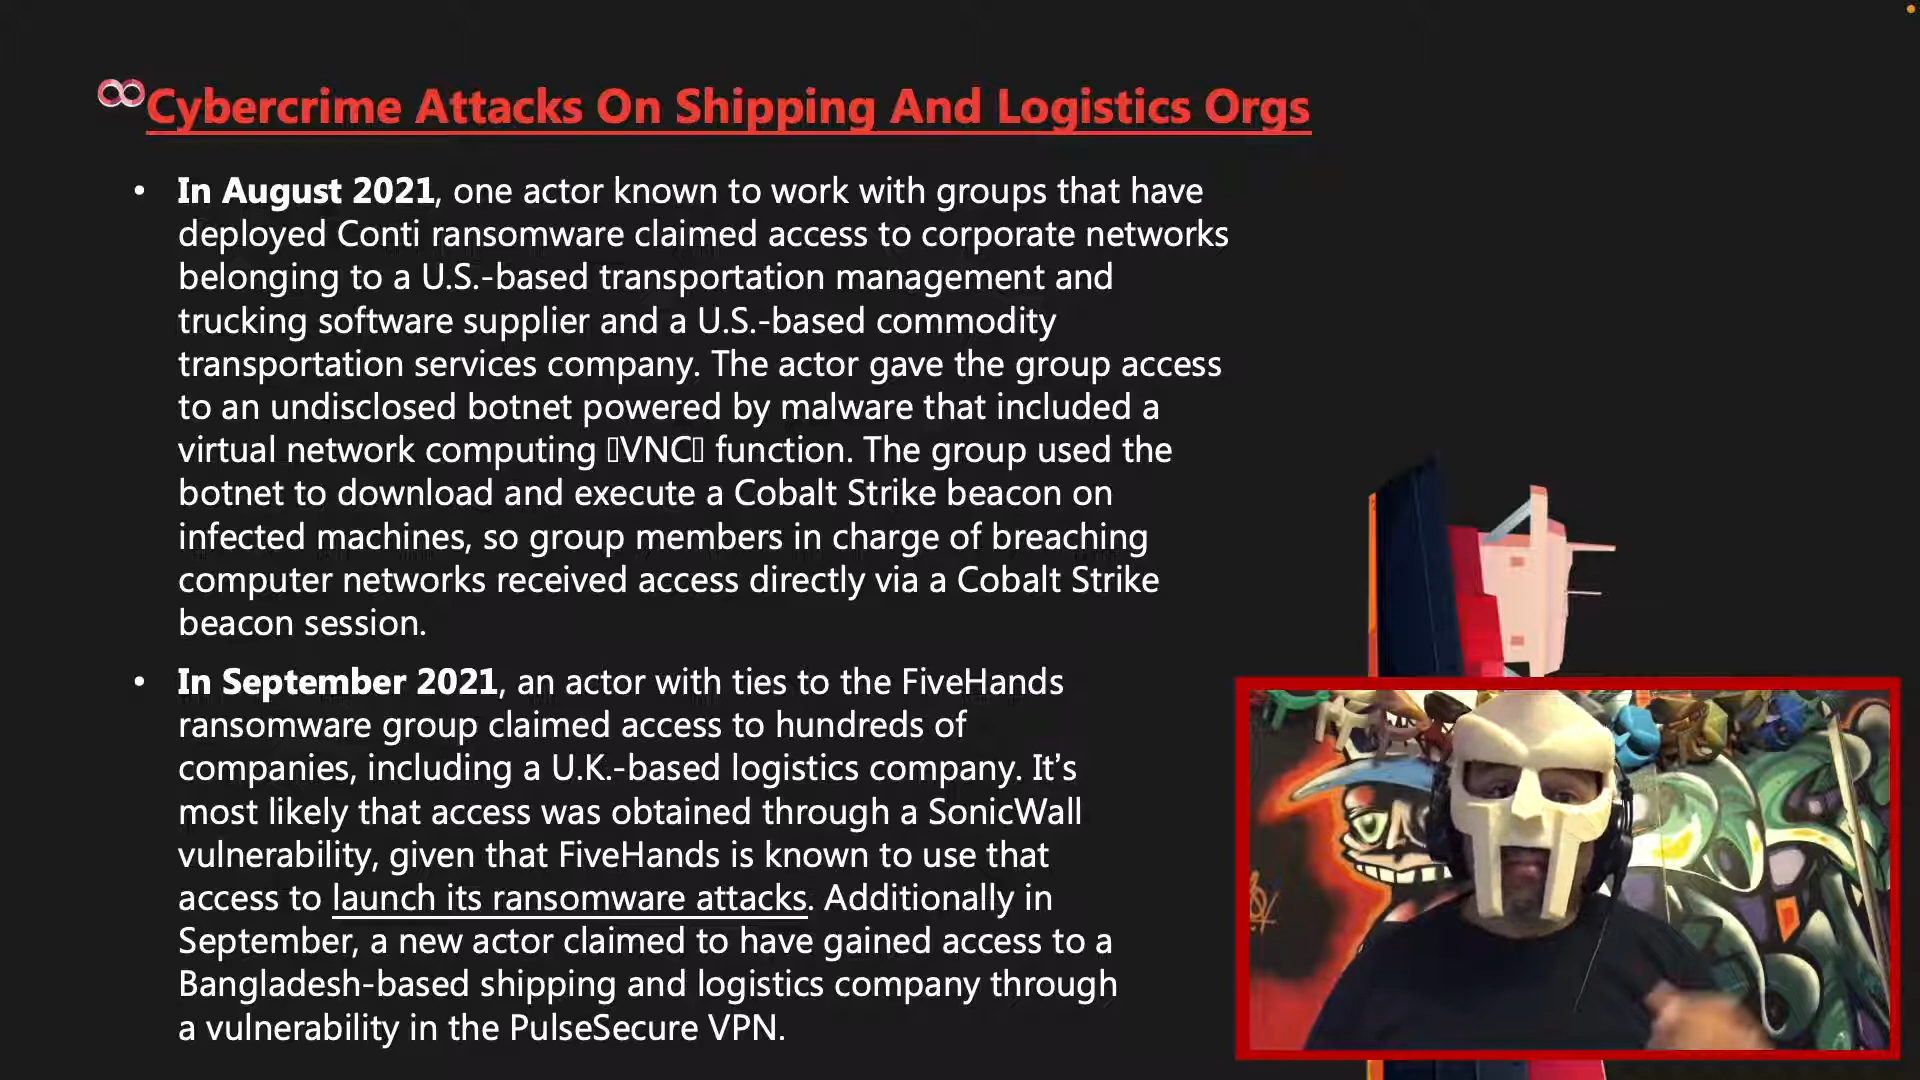 Cybercrime Attacks On Shipping And Logistics Orgs
• In August 2021, one actor known to work with groups that have
deployed Conti ransomware claimed access to corporate networks
belonging to a U.S.-based transportation management and
trucking software supplier and a U.S.-based commodity
transportation services company. The actor gave the group access
to an undisclosed botnet powered by malware that included a
virtual network computing ▯VNC▯ function. The group used the
botnet to download and execute a Cobalt Strike beacon on
infected machines, so group members in charge of breaching
computer networks received access directly via a Cobalt Strike
beacon session.
• In September 2021, an actor with ties to the FiveHands
ransomware group claimed access to hundreds of
companies, including a U.K.-based logistics company. It’s
most likely that access was obtained through a SonicWall
vulnerability, given that FiveHands is known to use that
access to launch its ransomware attacks. Additionally in
September, a new actor claimed to have gained access to a
Bangladesh-based shipping and logistics company through
a vulnerability in the PulseSecure VPN.